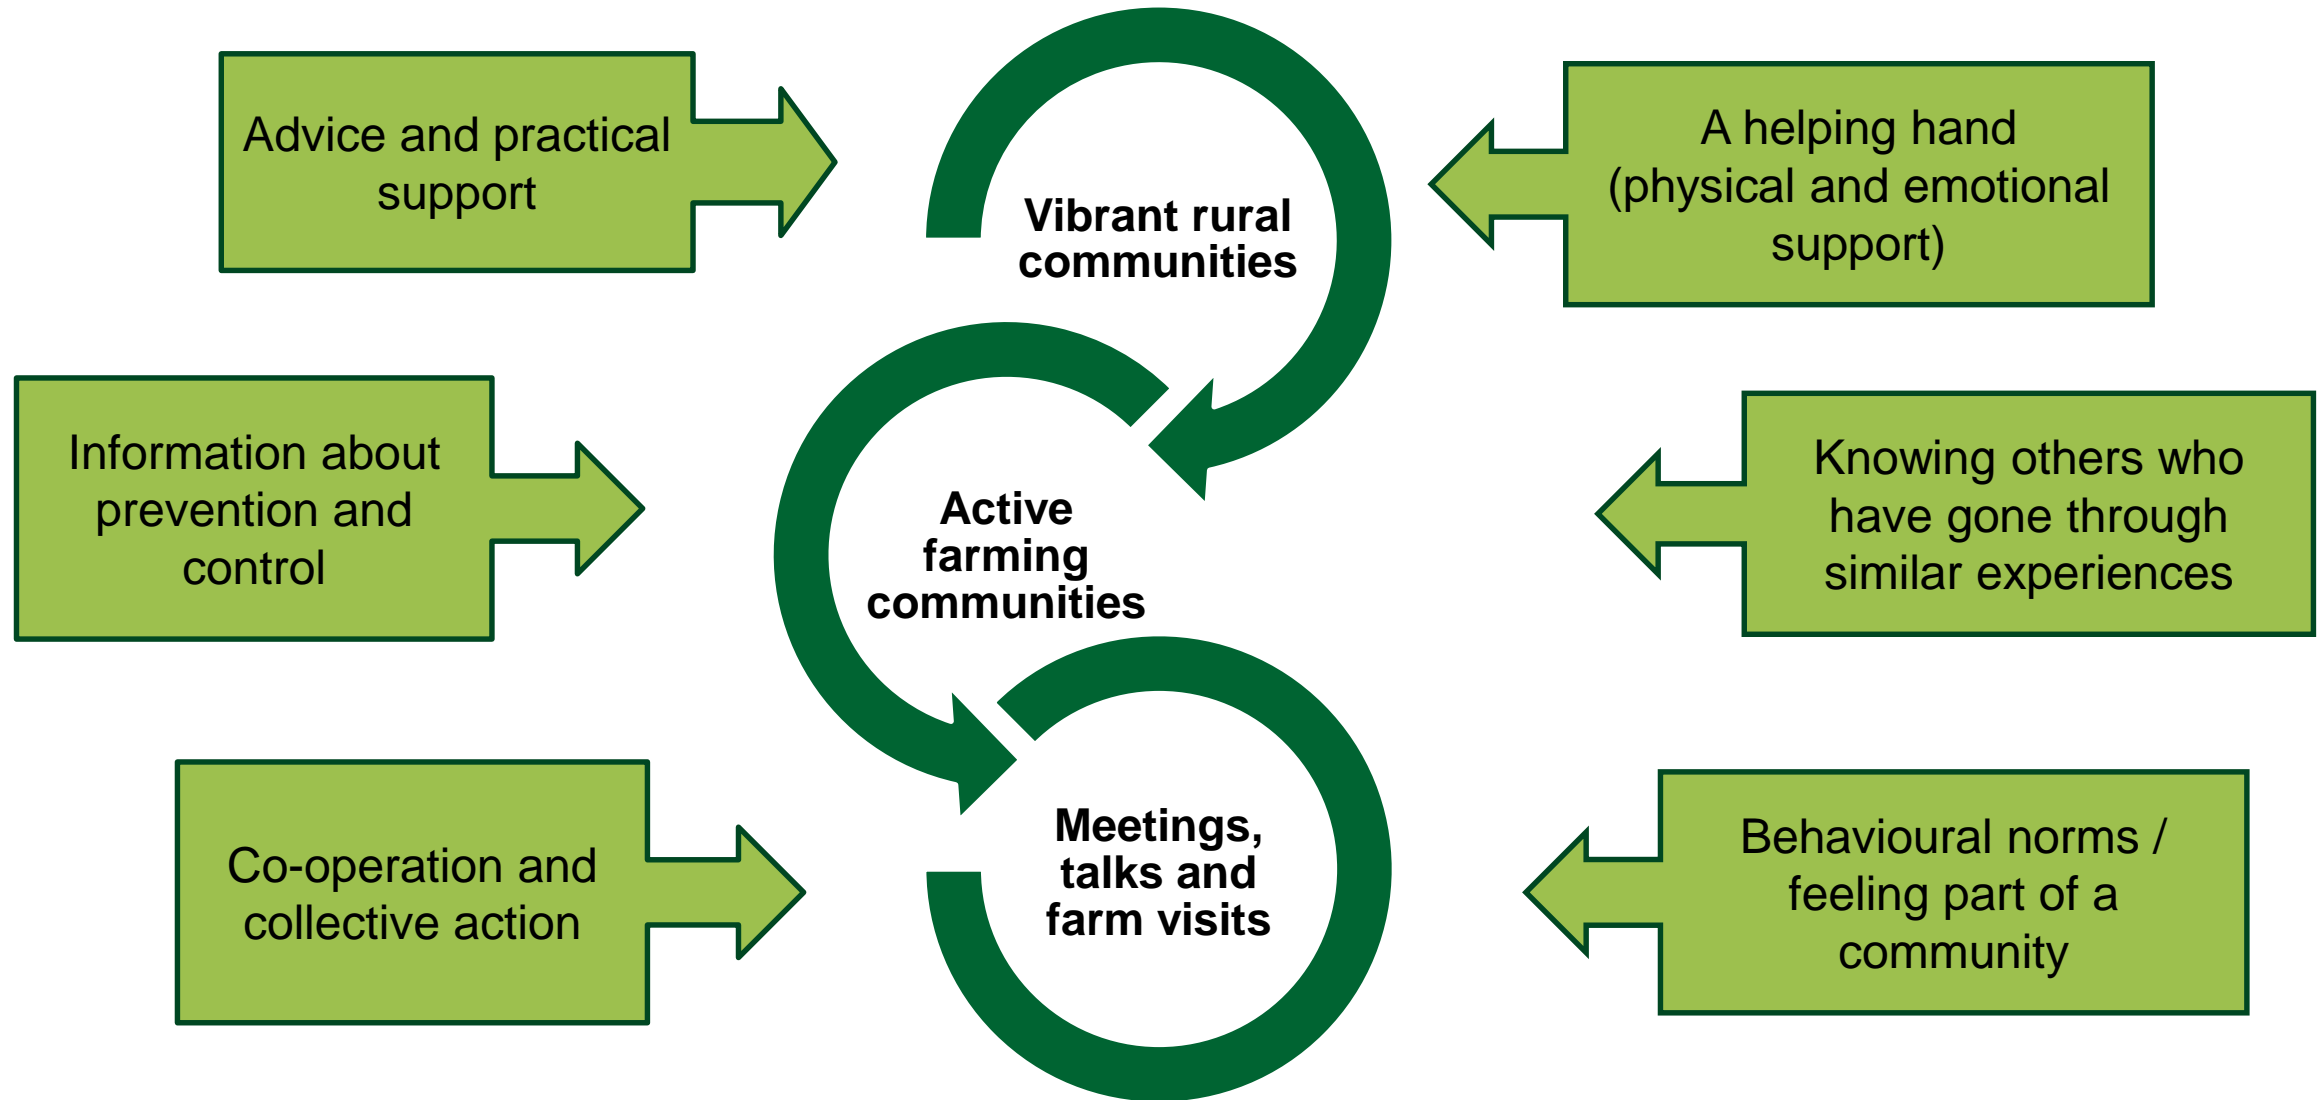 Advice and practical
support
Vibrant rural
communities
A helping hand
(physical and emotional
support)
Information about
prevention and
control
Active
farming
communities
Knowing others who
have gone through
similar experiences
Co-operation and
collective action
Meetings,
talks and
farm visits
Behavioural norms /
feeling part of a
community